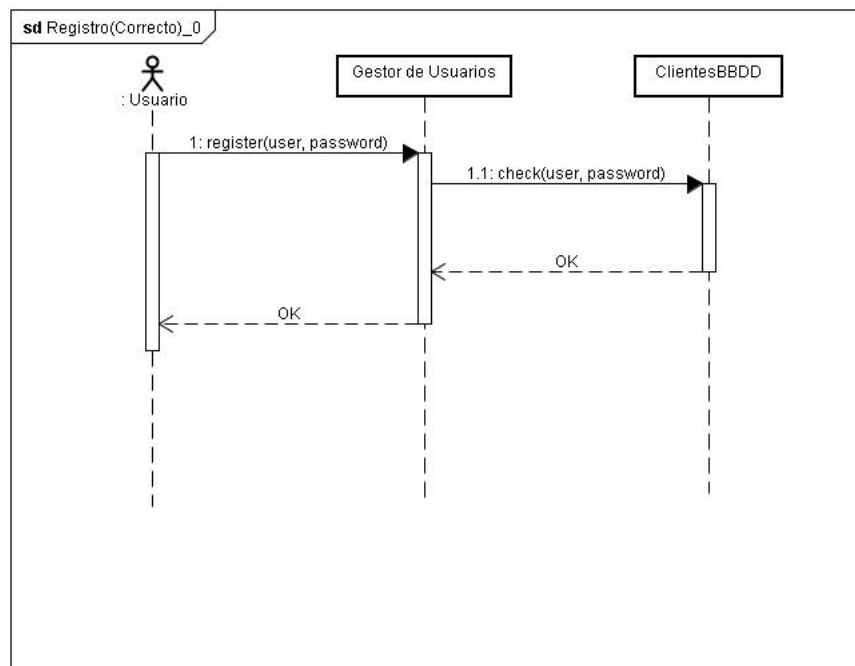 sd Registro(Correcto)_0
Gestor de Usuarios
ClientesBBDD
: Usuario
1: register(user, password)
1.1: check(user, password)
OK
OK